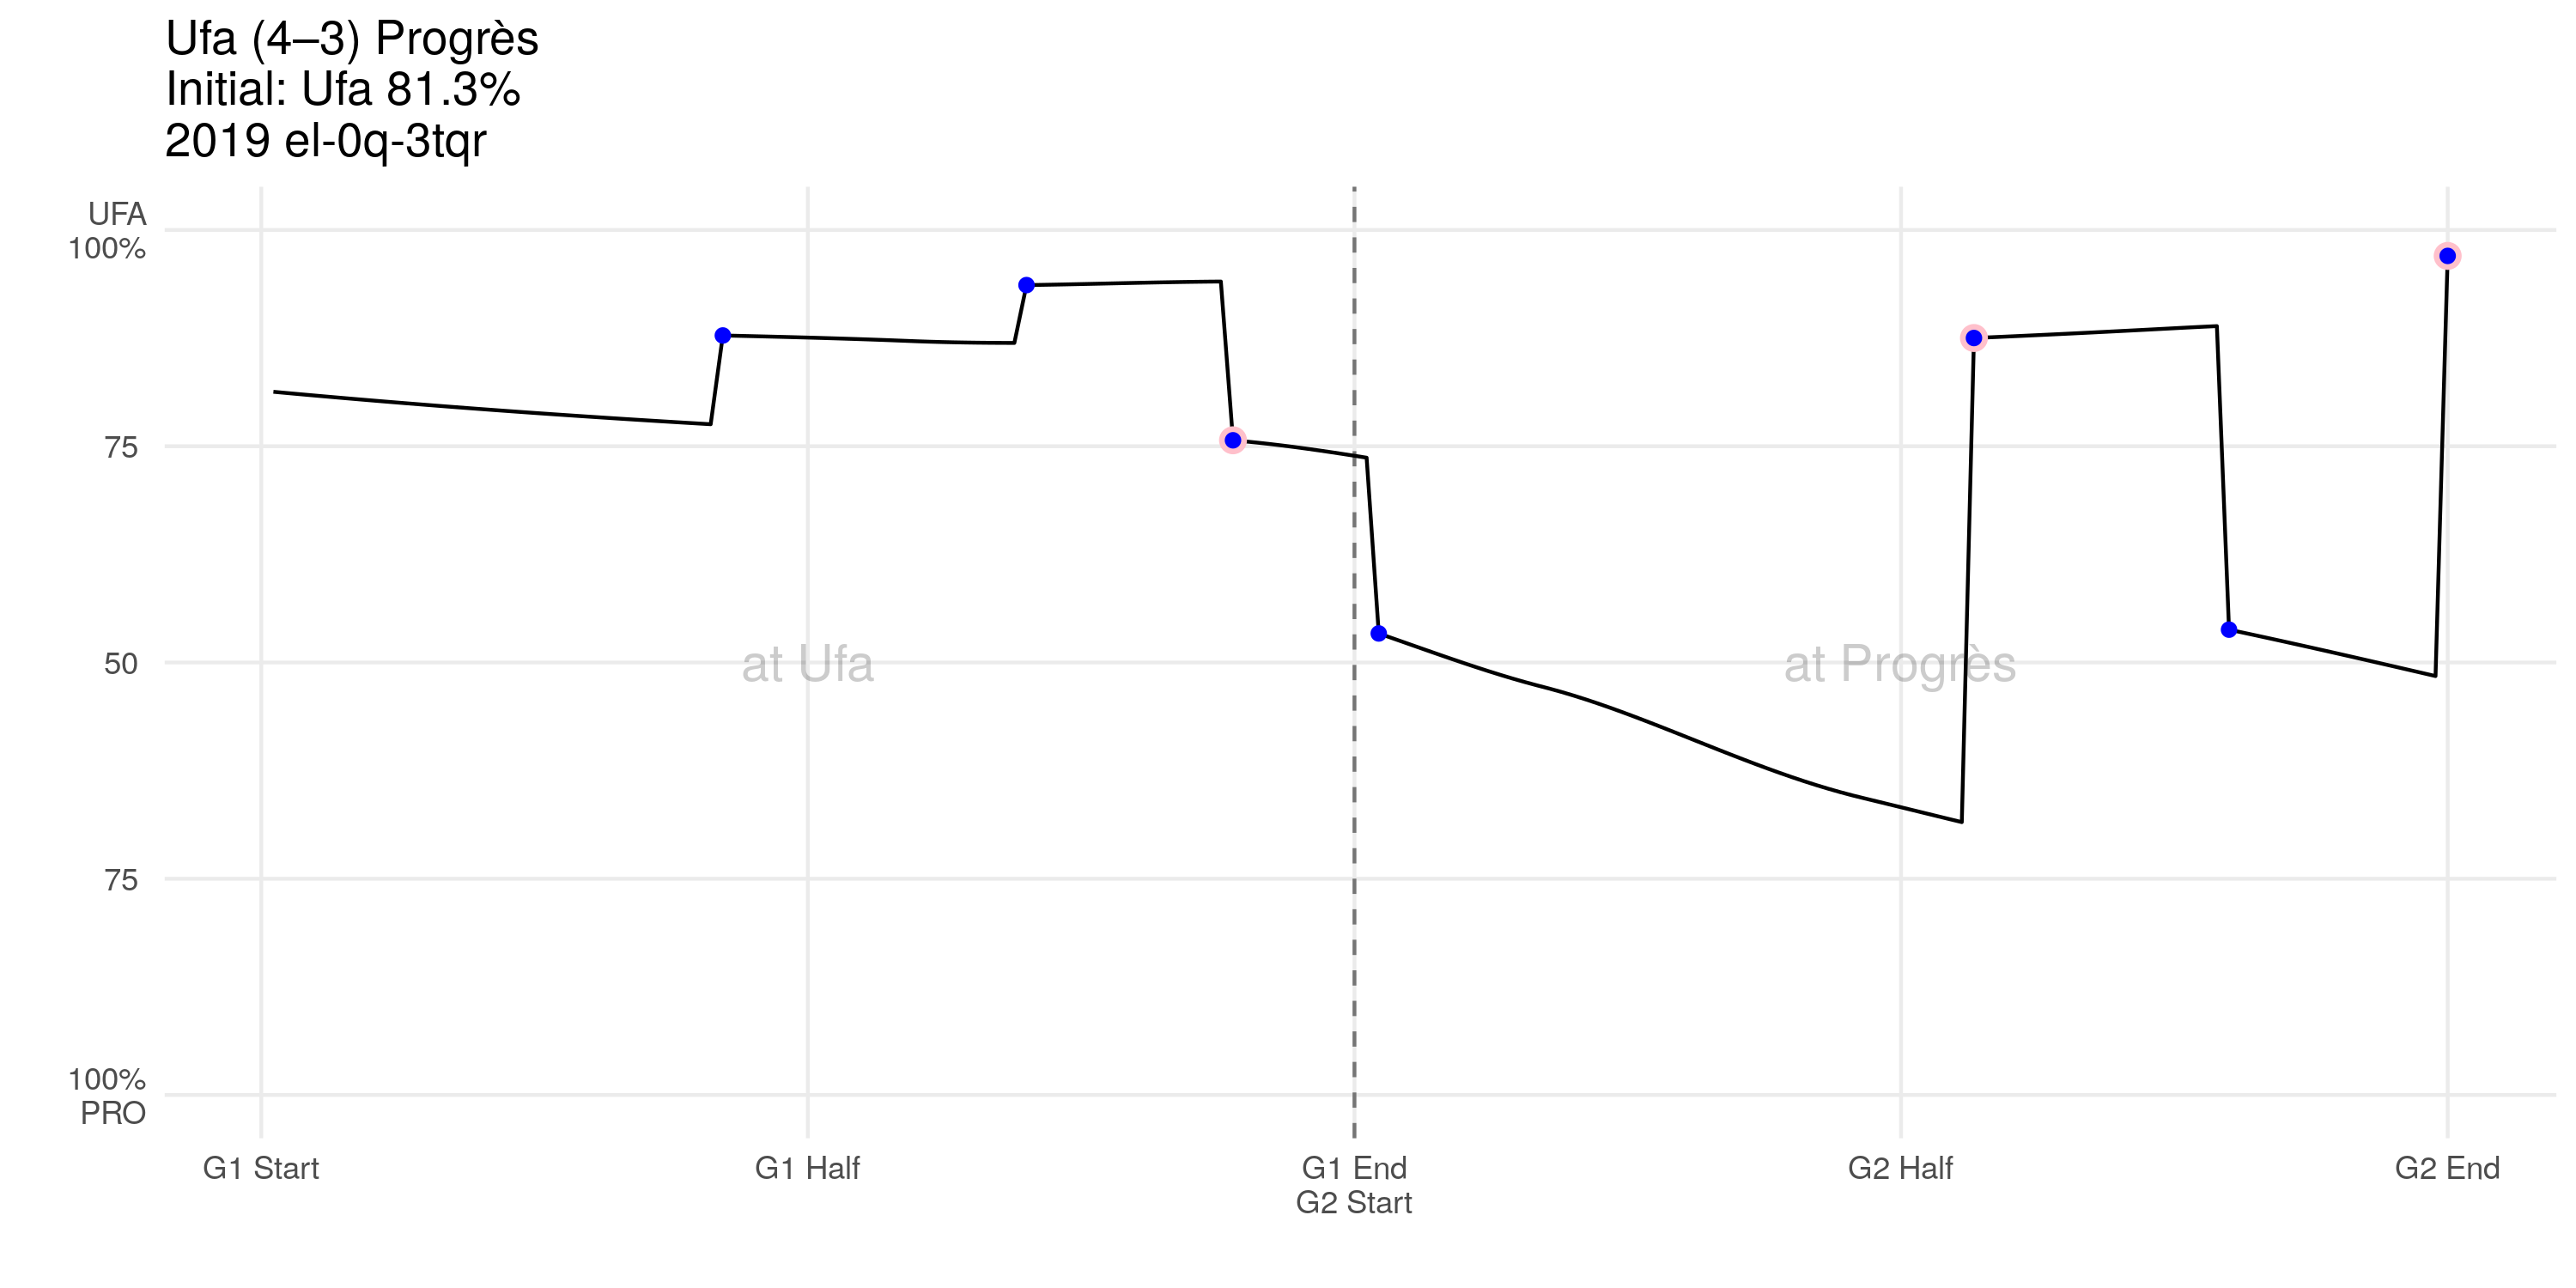 Ufa (4–3) Progrès
Initial: Ufa 81.3%
2019 el-0q-3tqr
UFA
100%
75
50
75
100%
PRO
at Ufa
at Progrès
G1 Start
G1 Half
G1 End
G2 Start
G2 Half
G2 End